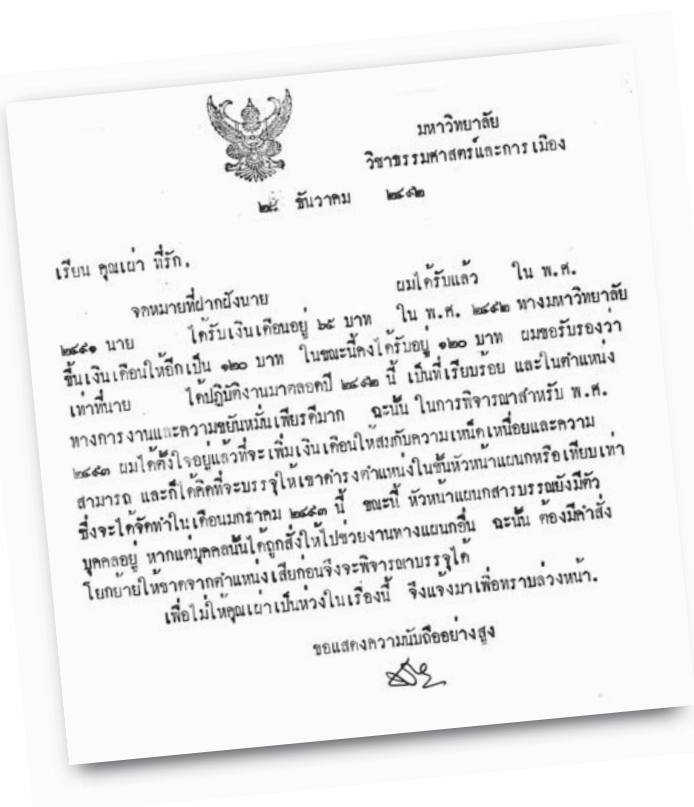 มหาวิทยาลัย
วิชาธรรมศาสตร์และการเมือง
๒๘ ธันวาคม ๒๔๙๒
เรียน คุณเผ่า ที่รัก.
จดหมายที่ฝากฝังนาย ผมได้รับแล้ว ใน พ.ศ.
๒๔๙๑ นาย ได้รับเงินเดือนอยู่ ๖๕ บาท ใน พ.ศ. ๒๔๙๒ ทางมหาวิทยาลัย
ขึ้นเงินเดือนให้อีกเป็น ๑๒๐ บาท ในขณะนี้คงได้รับอยู่ ๑๒๐ บาท ผมขอรับรองว่า
เท่าที่นาย ได้ปฏิบัติงานมาตลอดปี ๒๔๙๒ นี้ เป็นที่เรียบร้อย และในตำแหน่ง
ทางการงานและความขยันหมั่นเพียรดีมาก ฉะนั้น ในการพิจารณาสำหรับ พ.ศ.
๒๔๙๓ ผมได้ตั้งใจอยู่แล้วที่จะเพิ่มเงินเดือนให้สมกับความเหน็ดเหนื่อยและความ
สามารถ และก็ได้คิดที่จะบรรจุให้เขาดำรงตำแหน่งในชั้นหัวหน้าแผนกหรือเทียบเท่า
ซึ่งจะได้จัดทำในเดือนมกราคม ๒๔๙๓ นี้ ขณะนี้ หัวหน้าแผนกสารบรรณยังมีตัว
บุคคลอยู่ หากแต่บุคคลนั้นได้ถูกสั่งให้ไปช่วยงานทางแผนกอื่น ฉะนั้น ต้องมีคำสั่ง
โยกย้ายให้ขาดจากตำแหน่งเสียก่อนจึงจะพิจารณาบรรจุได้
เพื่อไม่ให้คุณเผ่าเป็นห่วงในเรื่องนี้ จึงแจ้งมาเพื่อทราบล่วงหน้า.
ขอแสดงความนับถืออย่างสูง